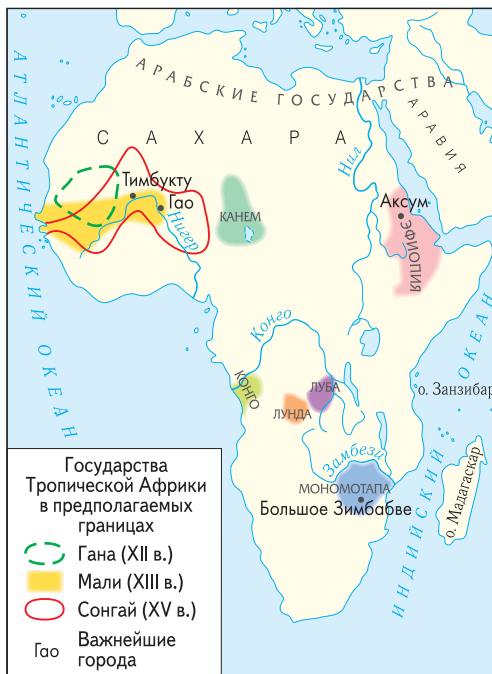 АТЛАНТИЧЕСКИЙ ОКЕАН
АРАБСКИЕ ГОСУДАРСТВА
АРАВИЯ
САХАРА
Нил
Тимбукту
Гао
Нигер
КАНЕМ
Аксум
ЭФИОПИЯ
Конго
КОНГО
ЛУБА
ЛУНДА
о. Занзибар
Замбези
МОНОМОТАПА
Большое Зимбабве
о. Мадагаскар
ИНДИЙСКИЙ ОКЕАН
Государства
Тропической Африки
в предполагаемых
границах
Гана (XII в.)
Мали (XIII в.)
Сонгай (XV в.)
Гао Важнейшие
города